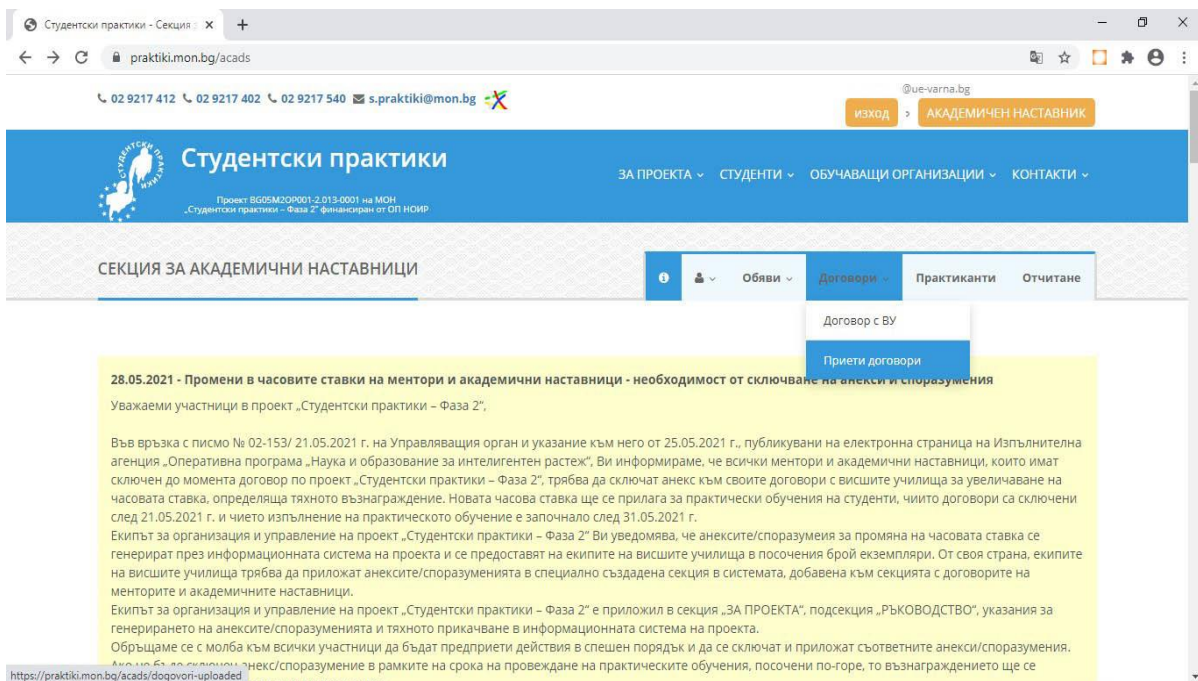 Студентски практики - Секция з
praktiki.mon.bg/acads
02 9217 412 02 9217 402 02 9217 540 s.praktiki@mon.bg
@ue-varna.bg
изход › АКАДЕМИЧЕН НАСТАВНИК
СТУДЕНТСКИ ПРАКТИКИ
Студентски практики
Проект BG05M2OP001-2.013-0001 на МОН
„Студентски практики – Фаза 2" финансиран от ОП НОИР
ЗА ПРОЕКТА СТУДЕНТИ ОБУЧАВАЩИ ОРГАНИЗАЦИИ КОНТАКТИ
СЕКЦИЯ ЗА АКАДЕМИЧНИ НАСТАВНИЦИ
Обяви Договори Практиканти Отчитане
Договор с ВУ
Приети договори
28.05.2021 - Промени в часовите ставки на ментори и академични наставници - необходимост от сключване на анекси и споразумения
Уважаеми участници в проект „Студентски практики – Фаза 2",
Във връзка с писмо № 02-153/ 21.05.2021 г. на Управляващия орган и указание към него от 25.05.2021 г., публикувани на електронна страница на Изпълнителна
агенция „Оперативна програма „Наука и образование за интелигентен растеж", Ви информираме, че всички ментори и академични наставници, които имат
сключен до момента договор по проект „Студентски практики – Фаза 2", трябва да сключат анекс към своите договори с висшите училища за увеличаване на
часовата ставка, определяща тяхното възнаграждение. Новата часова ставка ще се прилага за практически обучения на студенти, чиито договори са сключени
след 21.05.2021 г. и чието изпълнение на практическото обучение е започнало след 31.05.2021 г.
Екипът за организация и управление на проект „Студентски практики – Фаза 2" Ви уведомява, че анексите/споразумеия за промяна на часовата ставка се
генерират през информационната система на проекта и се предоставят на екипите на висшите училища в посочения брой екземпляри. От своя страна, екипите
на висшите училища трябва да приложат анексите/споразуменията в специално създадена секция в системата, добавена към секцията с договорите на
менторите и академичните наставници.
Екипът за организация и управление на проект „Студентски практики – Фаза 2" е приложил в секция „ЗА ПРОЕКТА", подсекция „РЪКОВОДСТВО", указания за
генерирането на анексите/споразуменията и тяхното прикачване в информационната система на проекта.
Обръщаме се с молба към всички участници да бъдат предприети действия в спешен порядък и да се сключат и приложат съответните анекси/споразумения.
Ако не бъде сключен анекс/споразумение в рамките на срока на провеждане на практическите обучения, посочени по-горе, то възнаграждението ще се
https://praktiki.mon.bg/acads/dogovori-uploaded